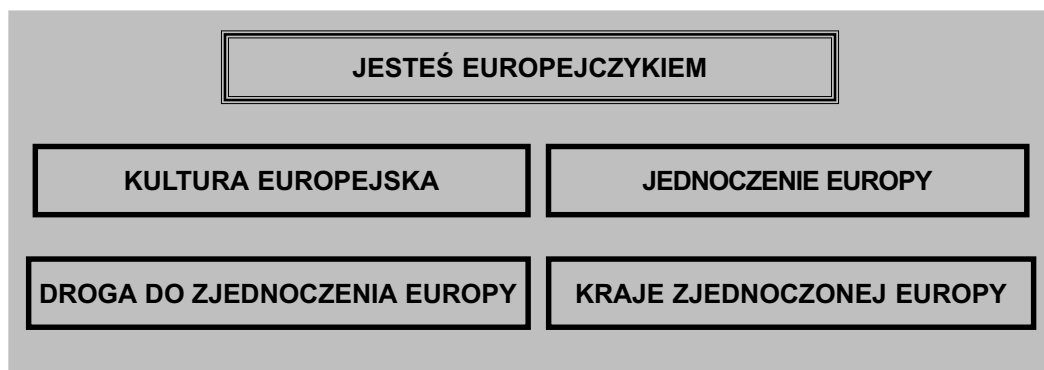 JESTEŚ EUROPEJCZYKIEM
KULTURA EUROPEJSKA
JEDNOCZENIE EUROPY
DROGA DO ZJEDNOCZENIA EUROPY
KRAJE ZJEDNOCZONEJ EUROPY